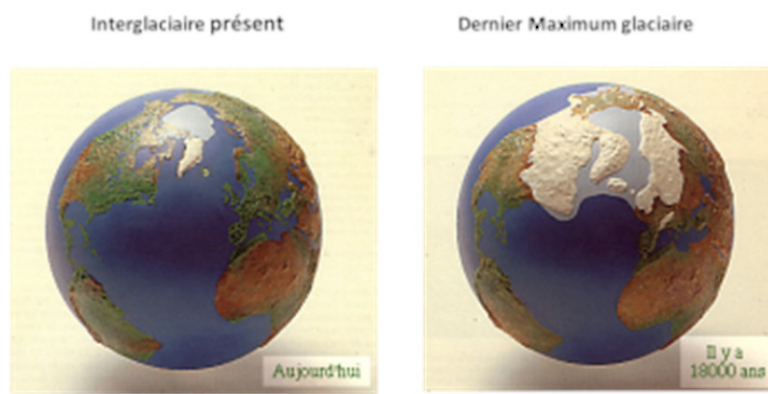 Interglaciaire présent
Dernier Maximum glaciaire
Aujourd'hui
Il y a
18000 ans